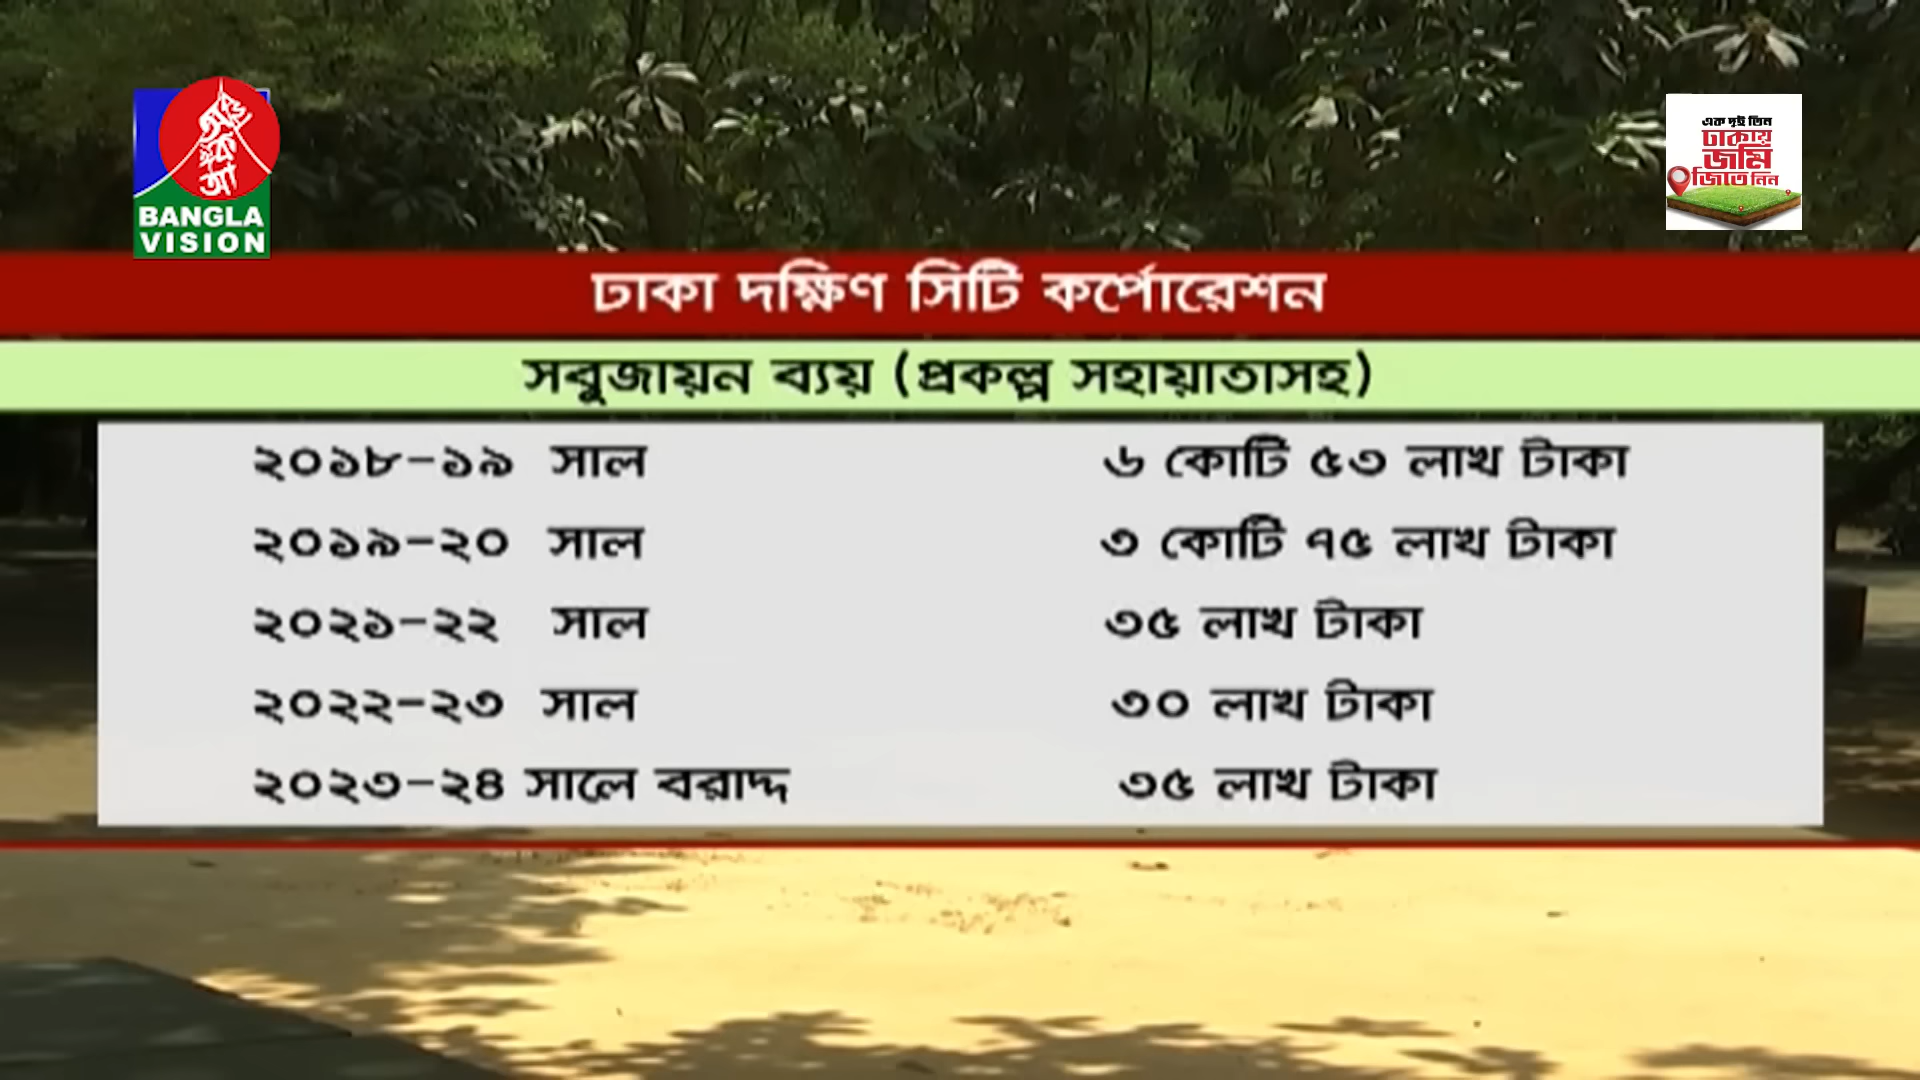 BANGLA
VISION
এক দুই তিন
ঢাকায়
জমি
জিতে নিন
ঢাকা দক্ষিণ সিটি কর্পোরেশন
সবুজায়ন ব্যয় (প্রকল্প সহায়াতাসহ)
২০১৮-১৯ সাল ৬ কোটি ৫৩ লাখ টাকা
২০১৯-২০ সাল ৩ কোটি ৭৫ লাখ টাকা
২০২১-২২ সাল ৩৫ লাখ টাকা
২০২২-২৩ সাল ৩০ লাখ টাকা
২০২৩-২৪ সালে বরাদ্দ ৩৫ লাখ টাকা